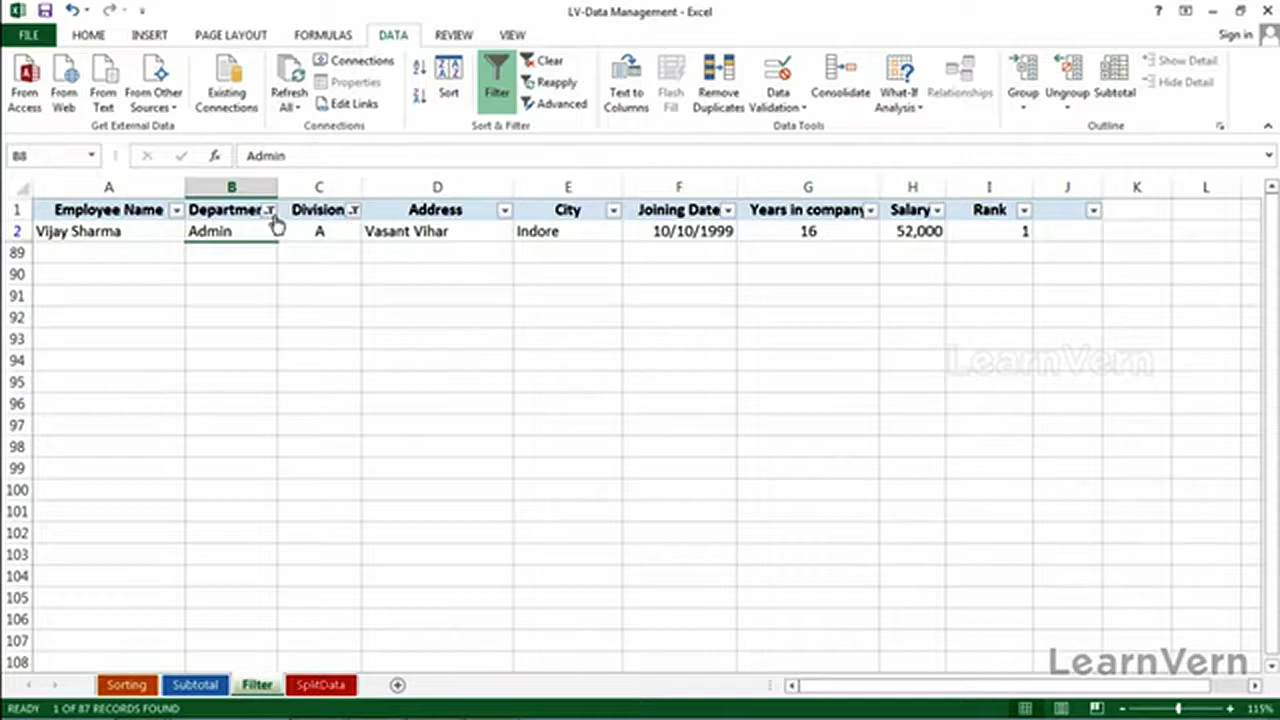 LV-Data Management - Excel
FILE HOME INSERT PAGE LAYOUT FORMULAS DATA REVIEW VIEW Sign in
From Access From Web From Text From Other Sources Existing Connections
Get External Data
Refresh All Connections Properties Edit Links
Connections
Sort Filter Clear Reapply Advanced
Sort & Filter
Text to Columns Flash Fill Remove Duplicates Data Validation Consolidate What-If Analysis Relationships
Data Tools
Group Ungroup Subtotal Show Detail Hide Detail
Outline
B8 fx Admin
A B C D E F G H I J K L
1 Employee Name Departmen Division Address City Joining Date Years in company Salary Rank
2 Vijay Sharma Admin A Vasant Vihar Indore 10/10/1999 16 52,000 1
89
90
91
92
93
94
LearnVern
95
96
97
98
99
100
101
102
103
104
105
106
107
108
LearnVern
Sorting Subtotal Filter SplitData
READY 1 OF 87 RECORDS FOUND 115%